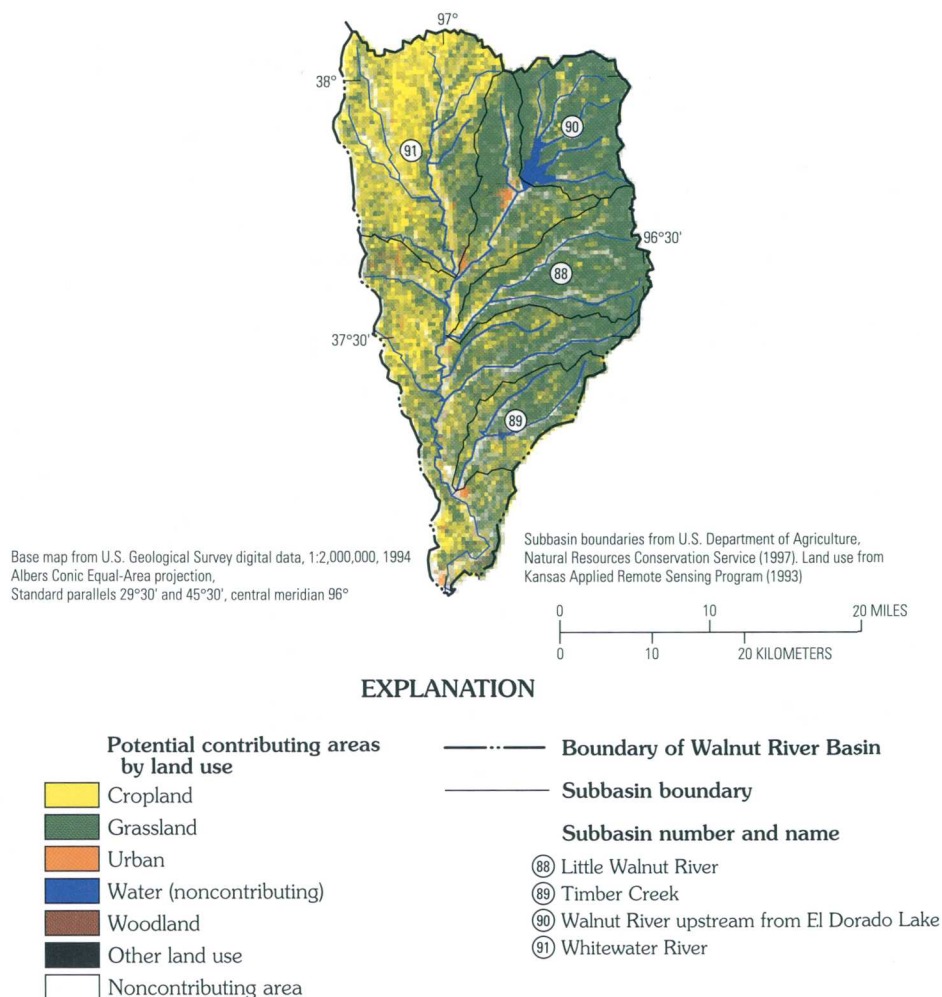 97°
38°
90
91
96°30'
88
37°30'
89
Base map from U.S. Geological Survey digital data, 1:2,000,000, 1994
Albers Conic Equal-Area projection,
Standard parallels 29°30' and 45°30', central meridian 96°
Subbasin boundaries from U.S. Department of Agriculture,
Natural Resources Conservation Service (1997). Land use from
Kansas Applied Remote Sensing Program (1993)
0 10 20 MILES
0 10 20 KILOMETERS
EXPLANATION
Potential contributing areas
by land use
Cropland
Grassland
Urban
Water (noncontributing)
Woodland
Other land use
Noncontributing area
Boundary of Walnut River Basin
Subbasin boundary
Subbasin number and name
88 Little Walnut River
89 Timber Creek
90 Walnut River upstream from El Dorado Lake
91 Whitewater River